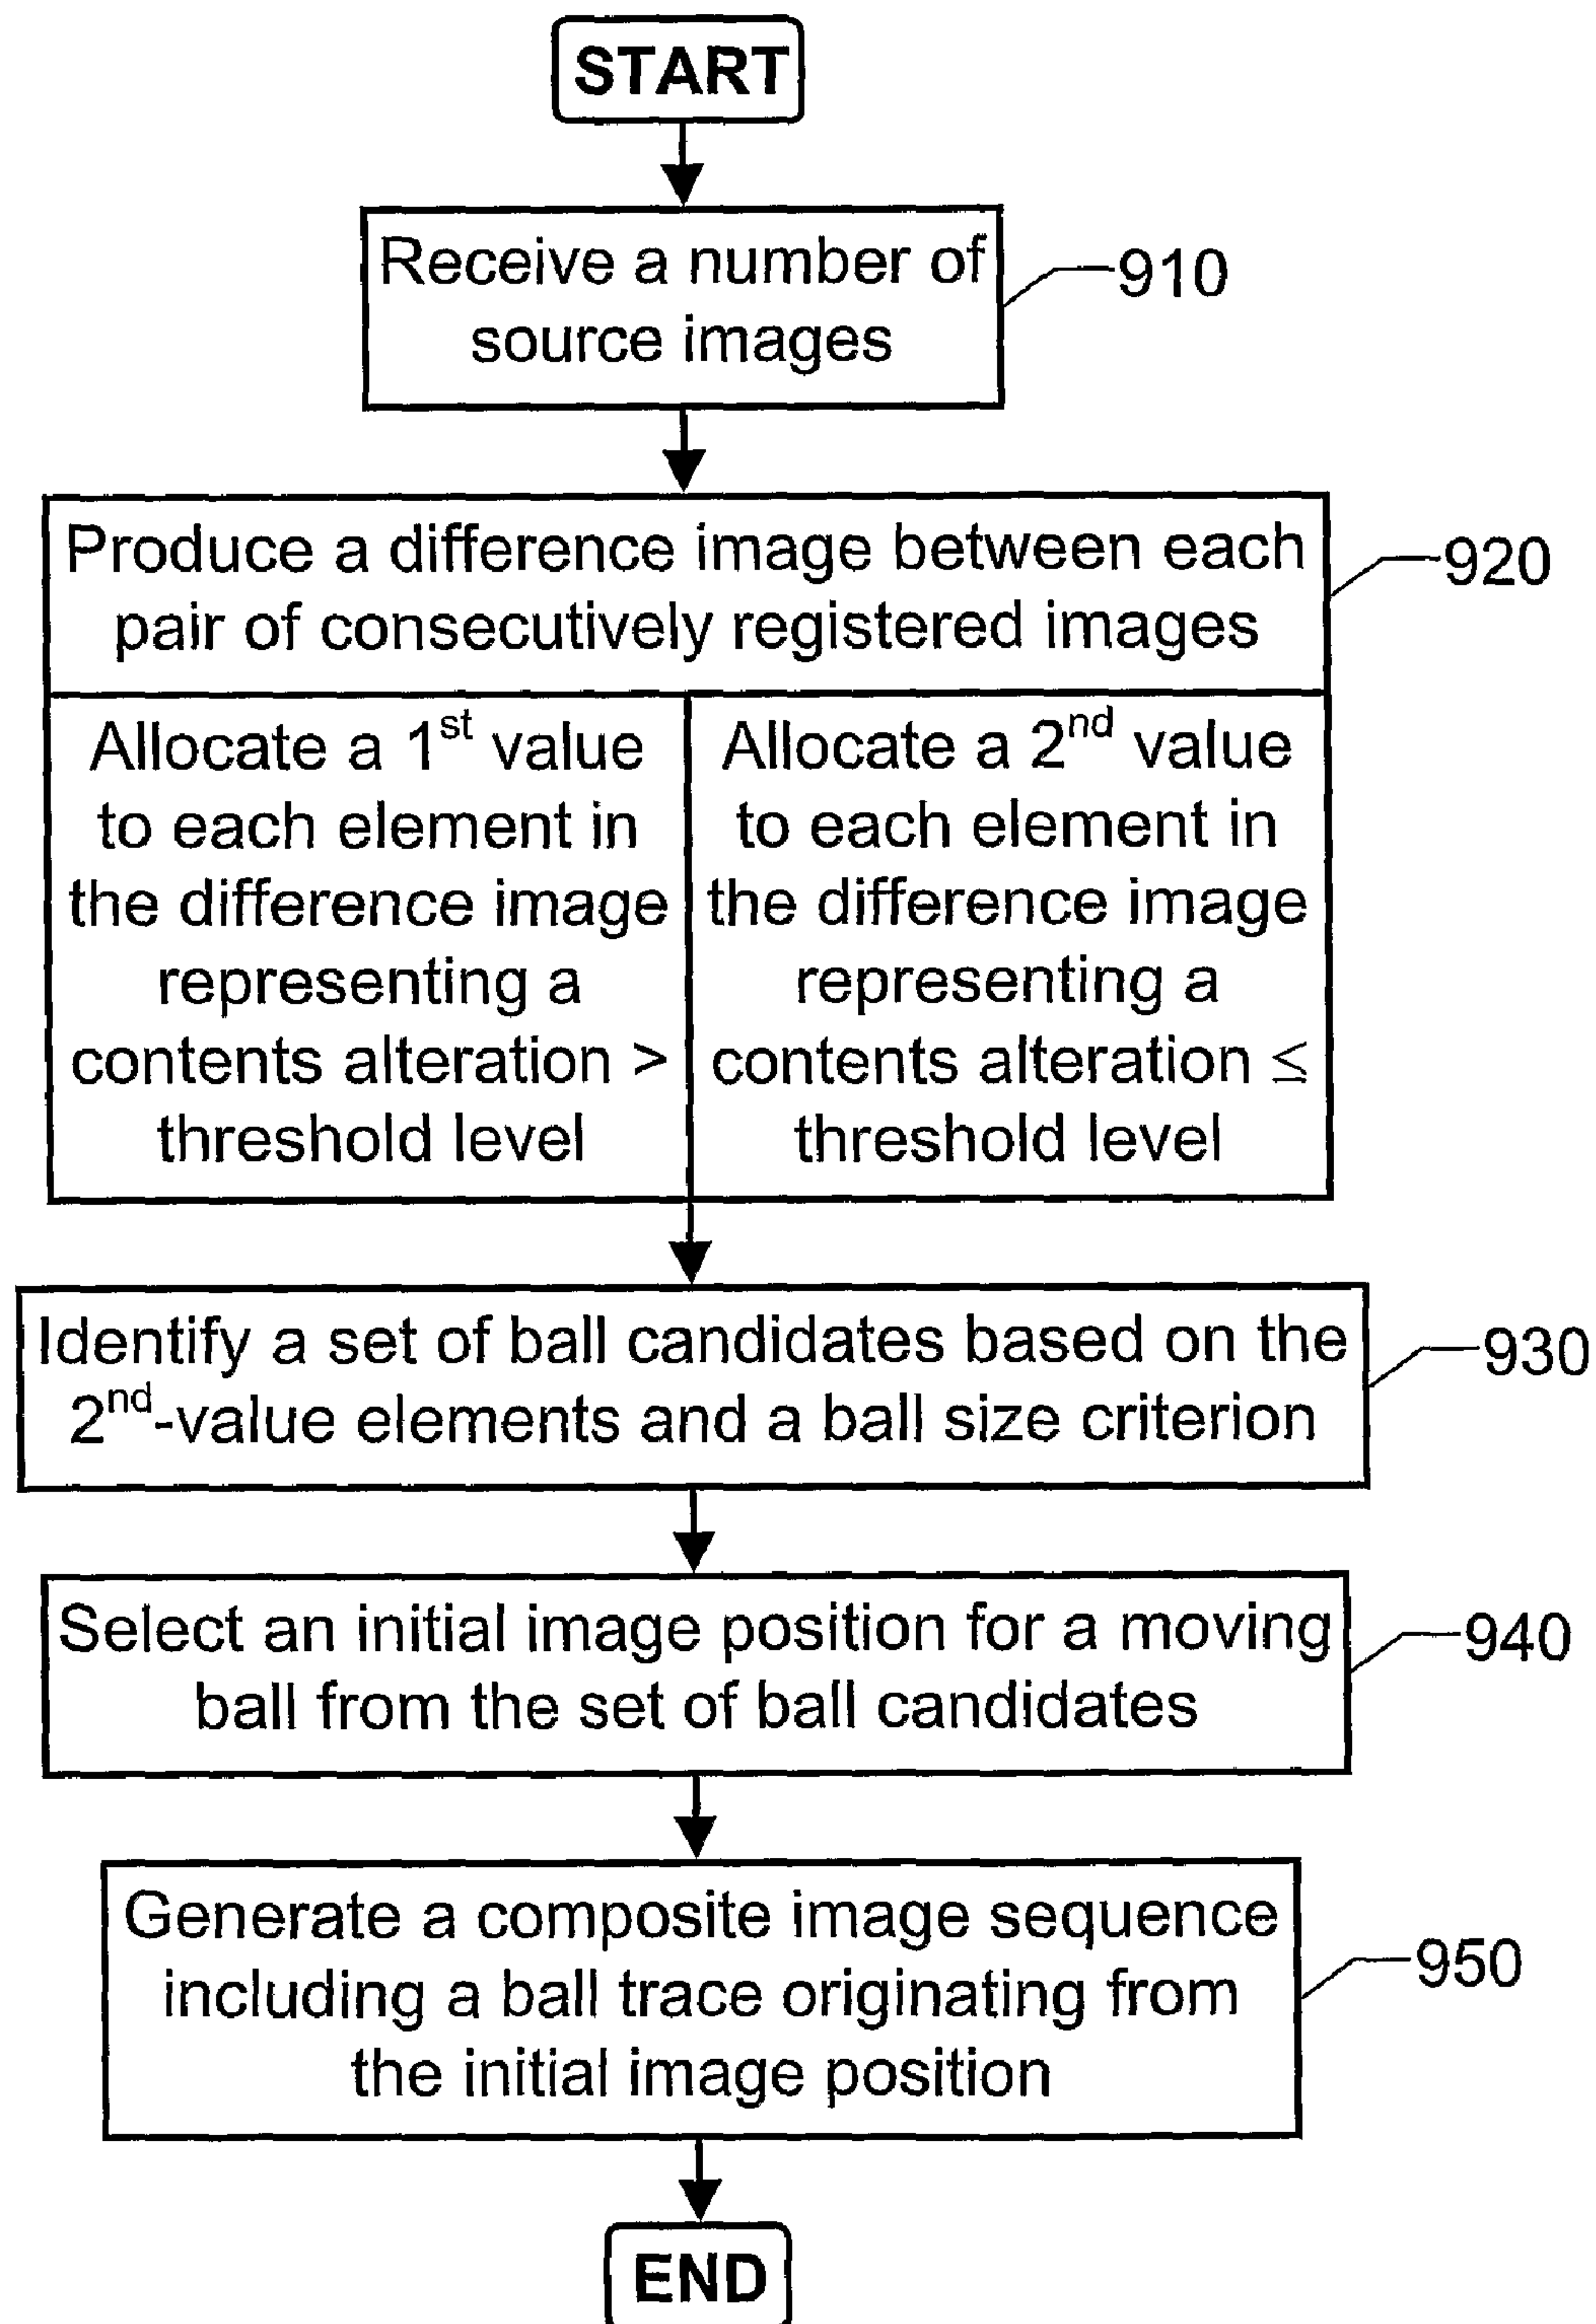 START
Receive a number of
source images
910
Produce a difference image between each
pair of consecutively registered images
920
Allocate a 1st value
to each element in
the difference image
representing a
contents alteration >
threshold level
Allocate a 2nd value
to each element in
the difference image
representing a
contents alteration ≤
threshold level
Identify a set of ball candidates based on the
2nd-value elements and a ball size criterion
930
Select an initial image position for a moving
ball from the set of ball candidates
940
Generate a composite image sequence
including a ball trace originating from
the initial image position
950
END